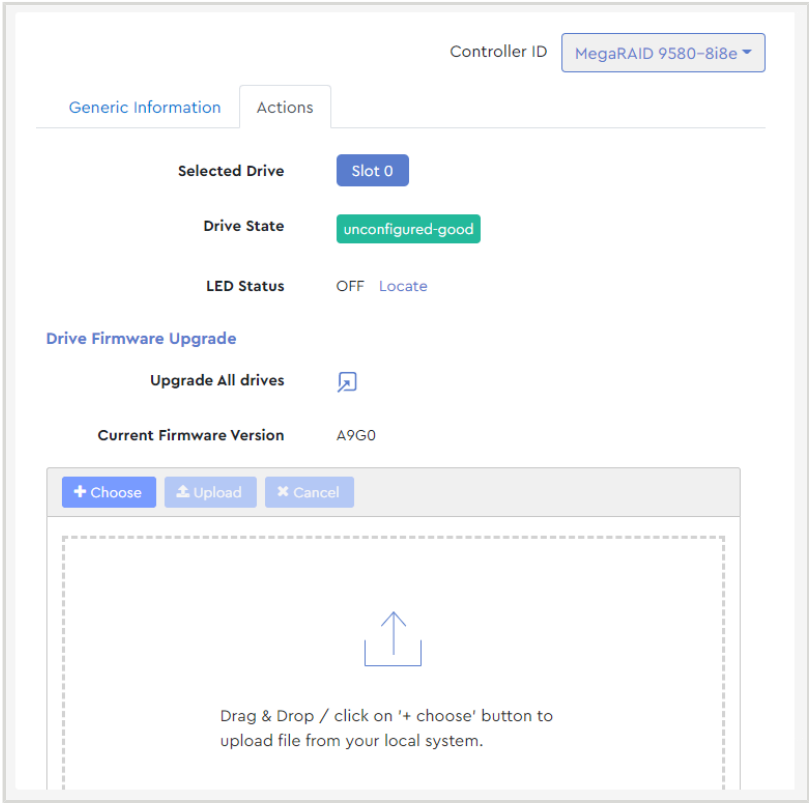 Controller ID MegaRAID 9580-8i8e
Generic Information Actions
Selected Drive Slot 0
Drive State unconfigured-good
LED Status OFF Locate
Drive Firmware Upgrade
Upgrade All drives
Current Firmware Version A9G0
+ Choose Upload × Cancel
Drag & Drop / click on '+ choose' button to
upload file from your local system.